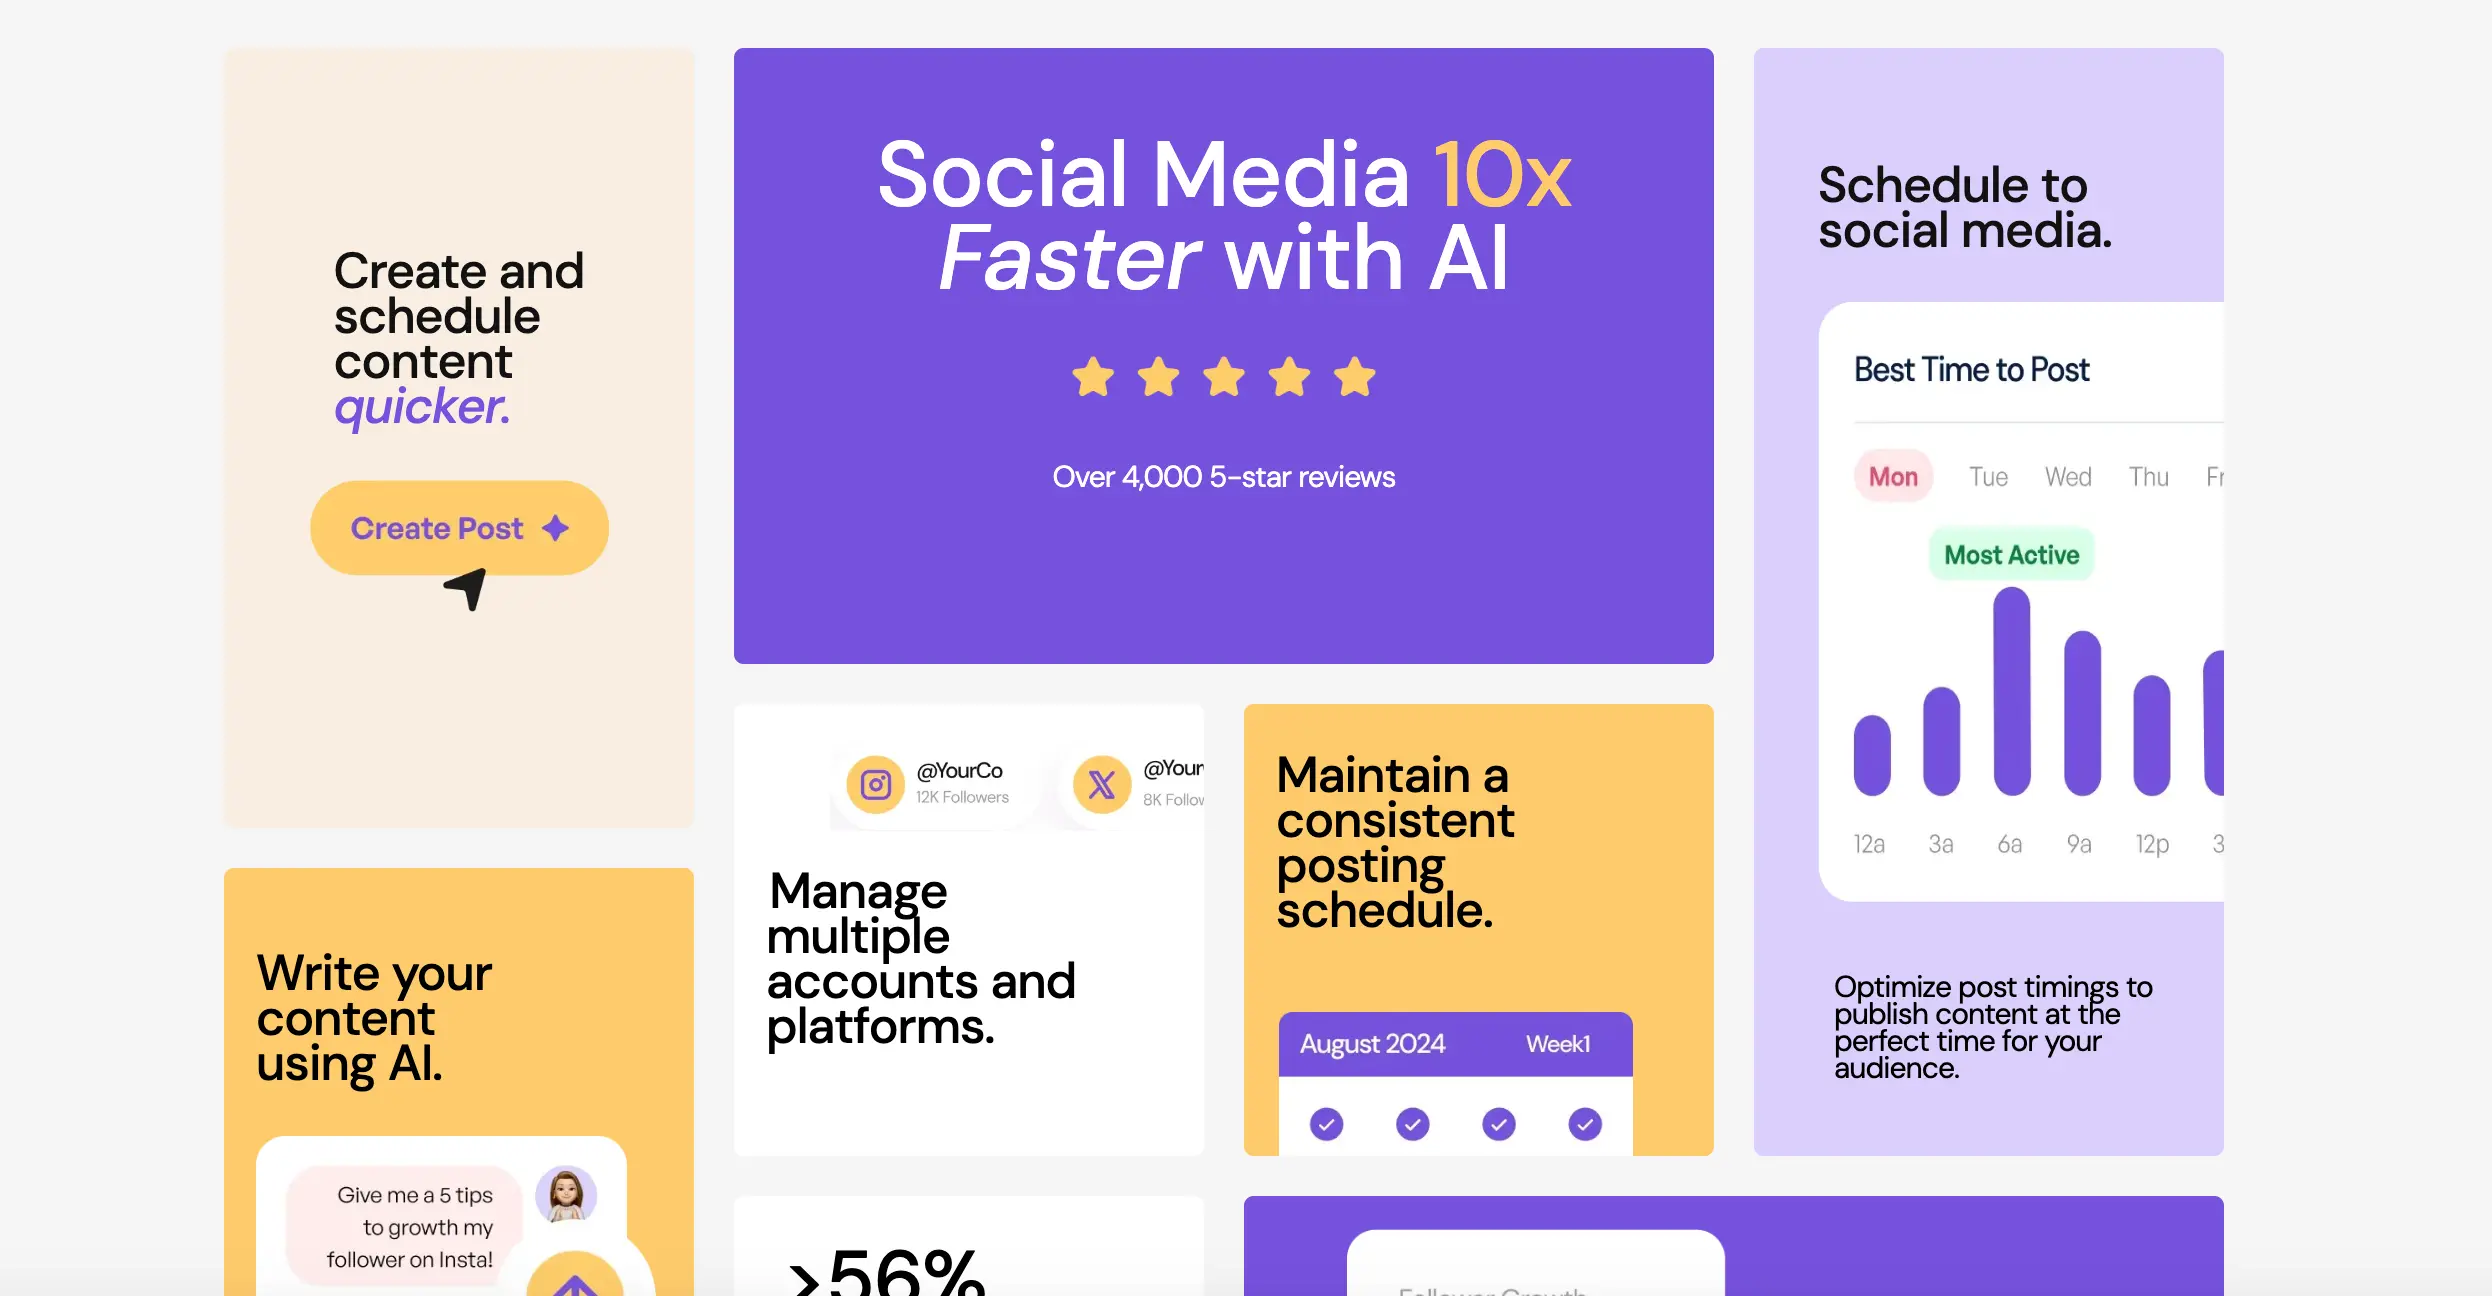 Create and
schedule
content
quicker.
Create Post
Social Media 10x
Faster with AI
Over 4,000 5-star reviews
Schedule to
social media.
Best Time to Post
Mon Tue Wed Thu
Most Active
12a 3a 6a 9a 12p
Optimize post timings to
publish content at the
perfect time for your
audience.
@YourCo
12K Followers
@Your
8K Follow
Manage
multiple
accounts and
platforms.
Maintain a
consistent
posting
schedule.
August 2024 Week1
Write your
content
using AI.
Give me a 5 tips
to growth my
follower on Insta!
>56%
Follower Growth